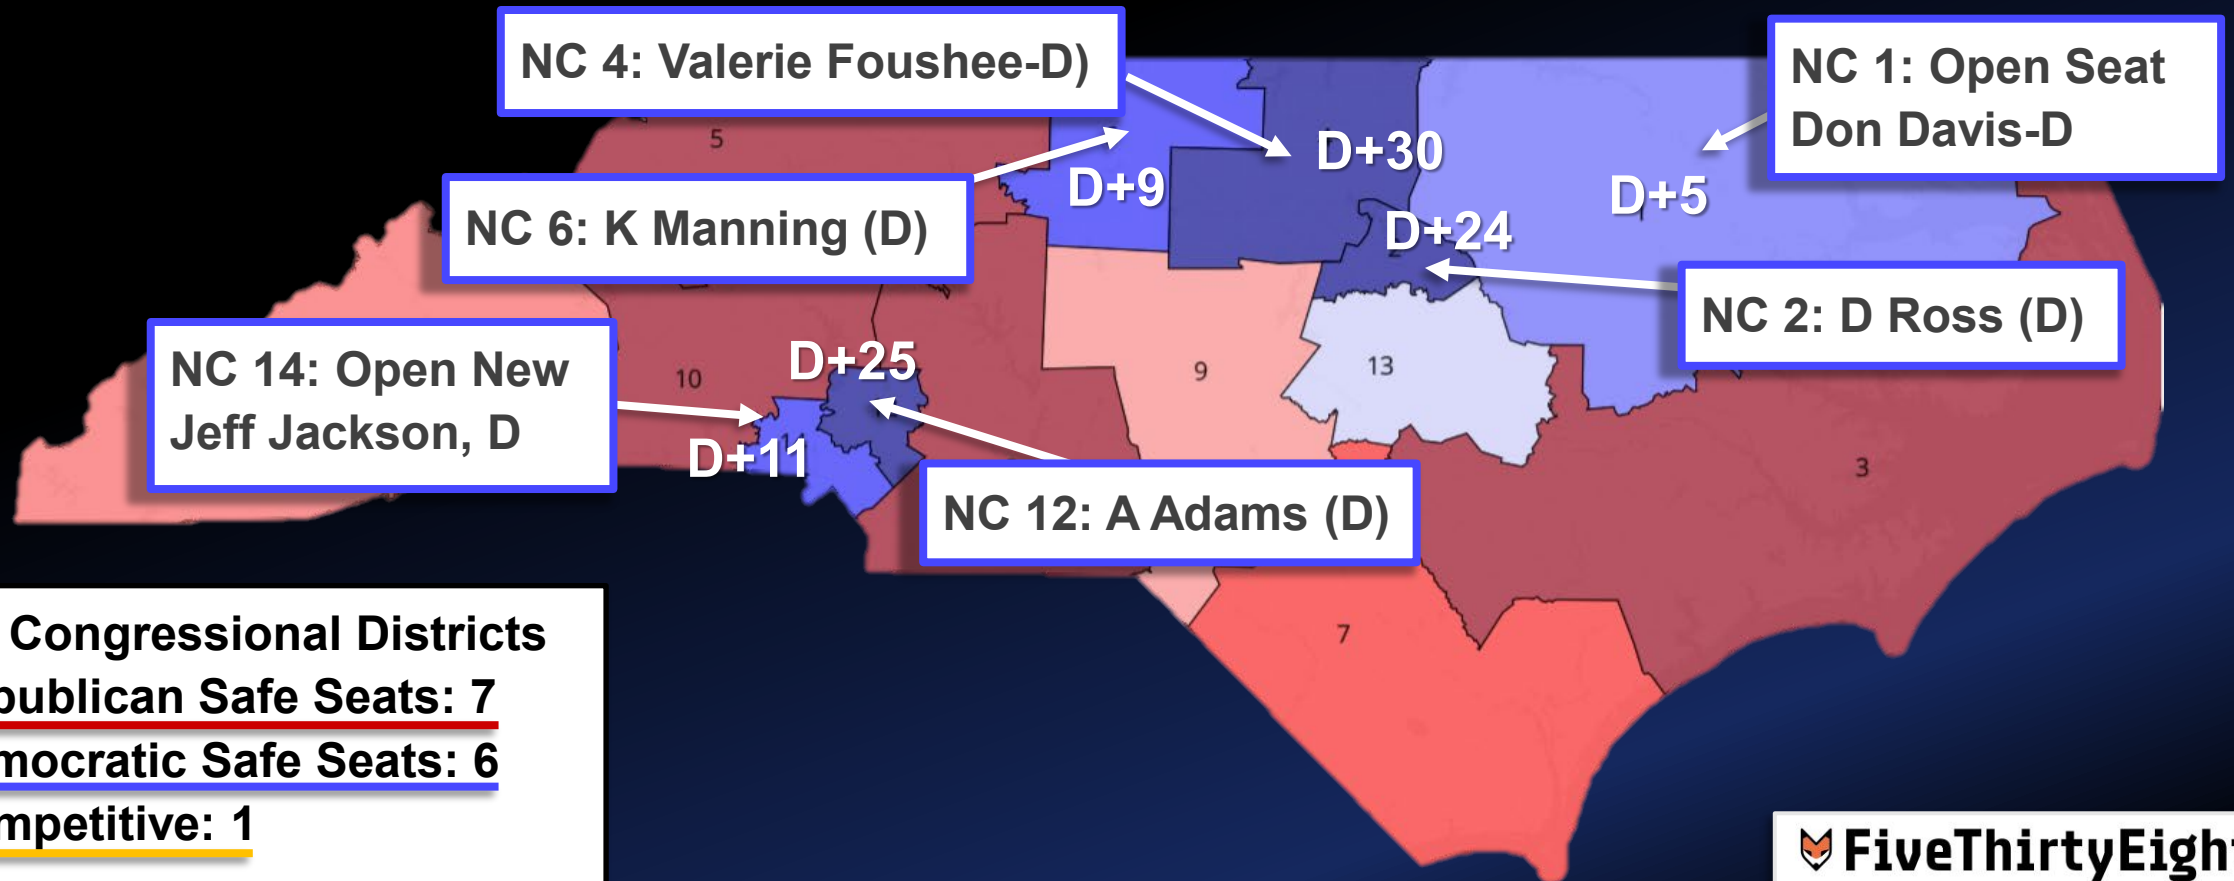 NC 4: Valerie Foushee-D)
NC 1: Open Seat
Don Davis-D
5
D+30
D+9
D+5
NC 6: K Manning (D)
D+24
2
NC 2: D Ross (D)
NC 14: Open New
Jeff Jackson, D
D+25
10
9
13
D+11
3
NC 12: A Adams (D)
7
Congressional Districts
publican Safe Seats: 7
mocratic Safe Seats: 6
mpetitive: 1
FiveThirtyEight